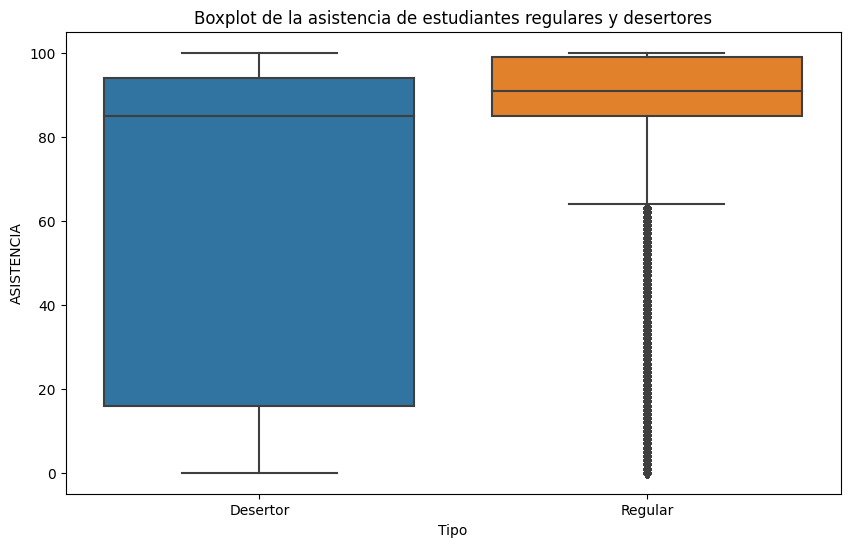 Boxplot de la asistencia de estudiantes regulares y desertores
100
80
60
40
20
0
ASISTENCIA
Desertor
Regular
Tipo